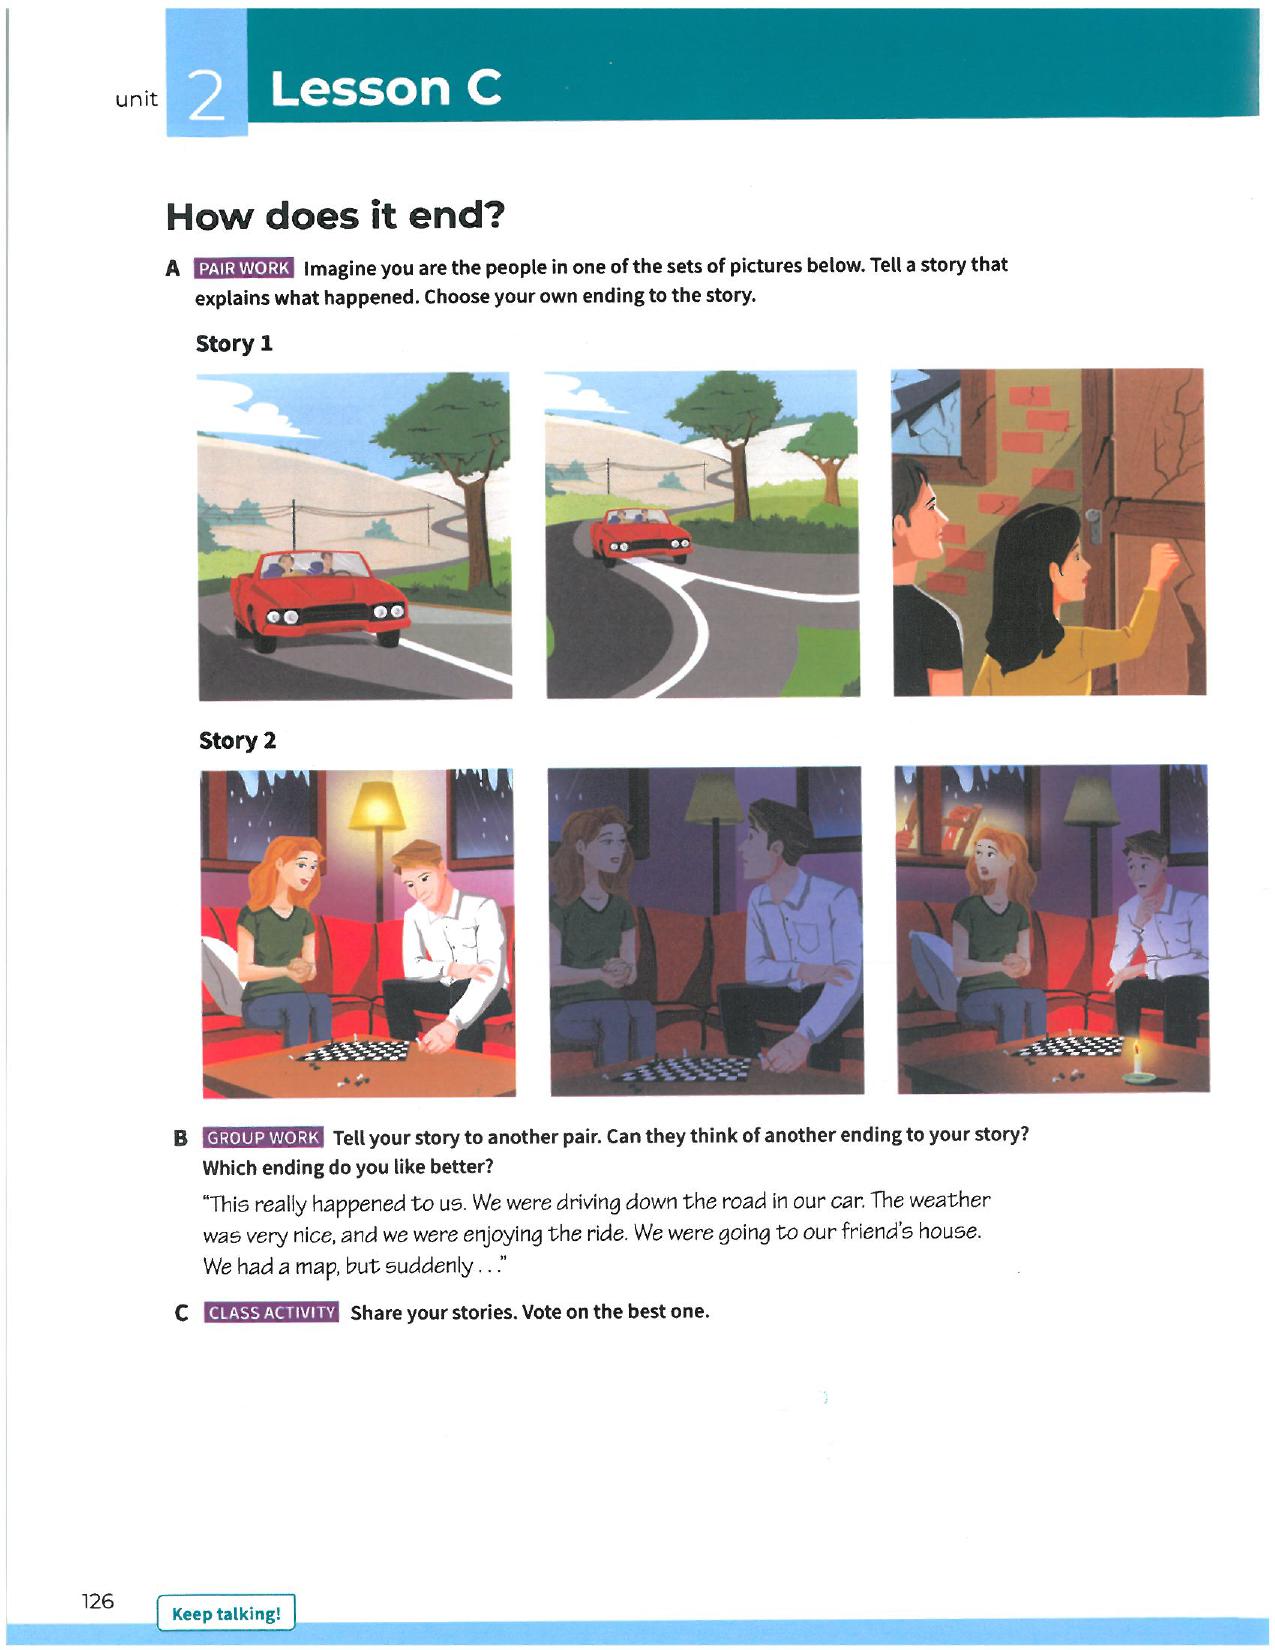 unit 2 Lesson C
How does it end?
A PAIR WORK Imagine you are the people in one of the sets of pictures below. Tell a story that
explains what happened. Choose your own ending to the story.
Story 1
Story 2
B GROUP WORK Tell your story to another pair. Can they think of another ending to your story?
Which ending do you like better?
“This really happened to us. We were driving down the road in our car. The weather
was very nice, and we were enjoying the ride. We were going to our friend’s house.
We had a map, but suddenly . . .”
C CLASS ACTIVITY Share your stories. Vote on the best one.
126 Keep talking!